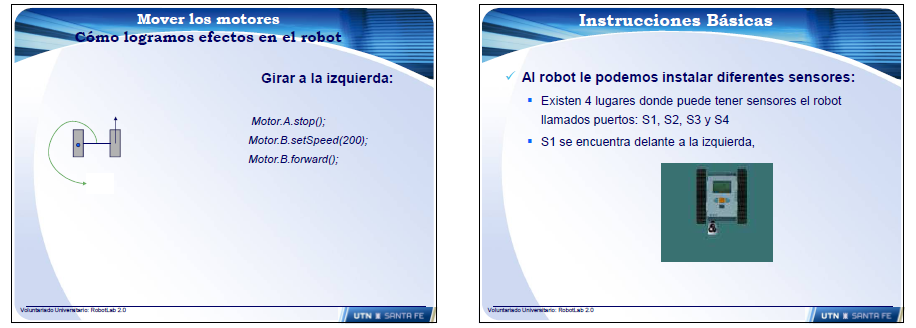 Mover los motores
Cómo logramos efectos en el robot
Girar a la izquierda:
Motor.A.stop();
Motor.B.setSpeed(200);
Motor.B.forward();
Voluntariado Universitario: RobotLab 2.0
UTN SANTA FE
Instrucciones Básicas
Al robot le podemos instalar diferentes sensores:
Existen 4 lugares donde puede tener sensores el robot
llamados puertos: S1, S2, S3 y S4
S1 se encuentra delante a la izquierda,
Voluntariado Universitario: RobotLab 2.0
UTN SANTA FE